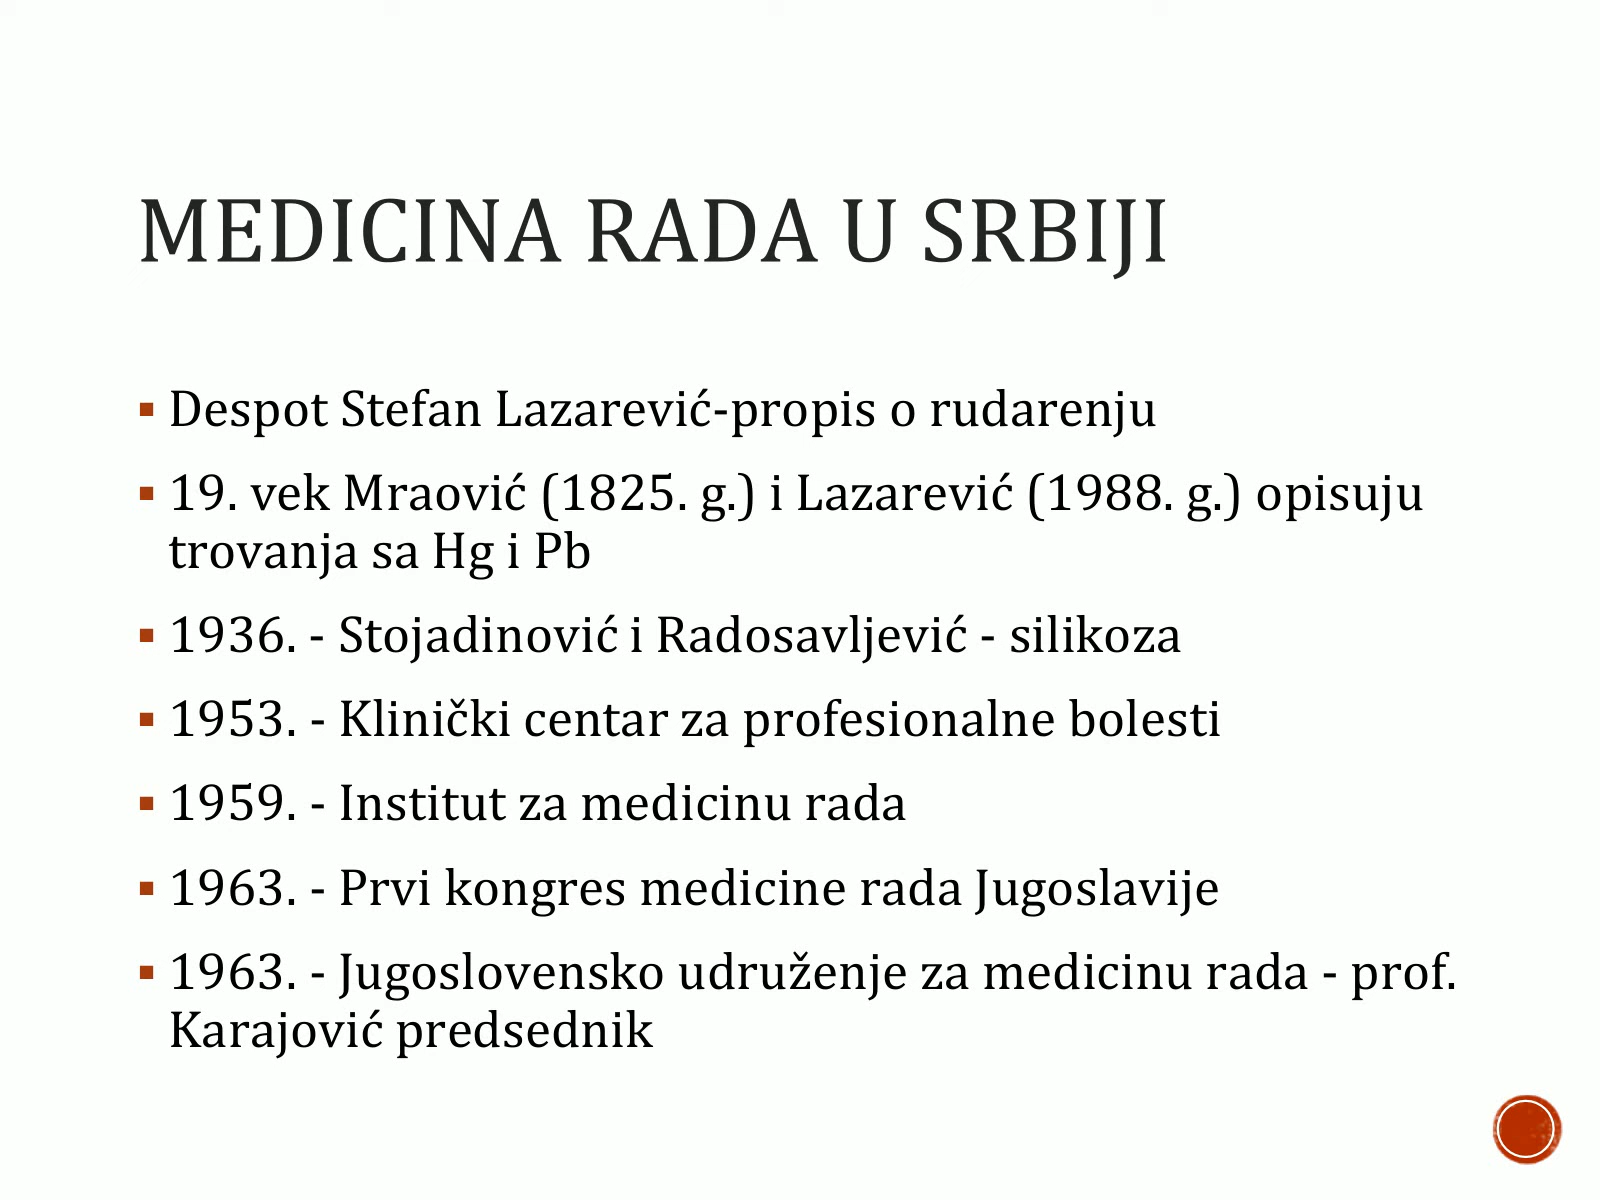 MEDICINA RADA U SRBIJI
▪ Despot Stefan Lazarević-propis o rudarenju
▪ 19. vek Mraović (1825. g.) i Lazarević (1988. g.) opisuju
trovanja sa Hg i Pb
▪ 1936. - Stojadinović i Radosavljević - silikoza
▪ 1953. - Klinički centar za profesionalne bolesti
▪ 1959. - Institut za medicinu rada
▪ 1963. - Prvi kongres medicine rada Jugoslavije
▪ 1963. - Jugoslovensko udruženje za medicinu rada - prof.
Karajović predsednik